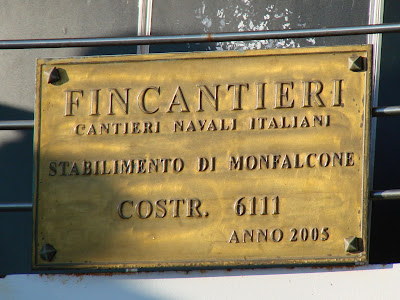 FINCANTIERI
CANTIERI NAVALI ITALIANI
STABILIMENTO DI MONFALCONE
COSTR. 6111
ANNO 2005